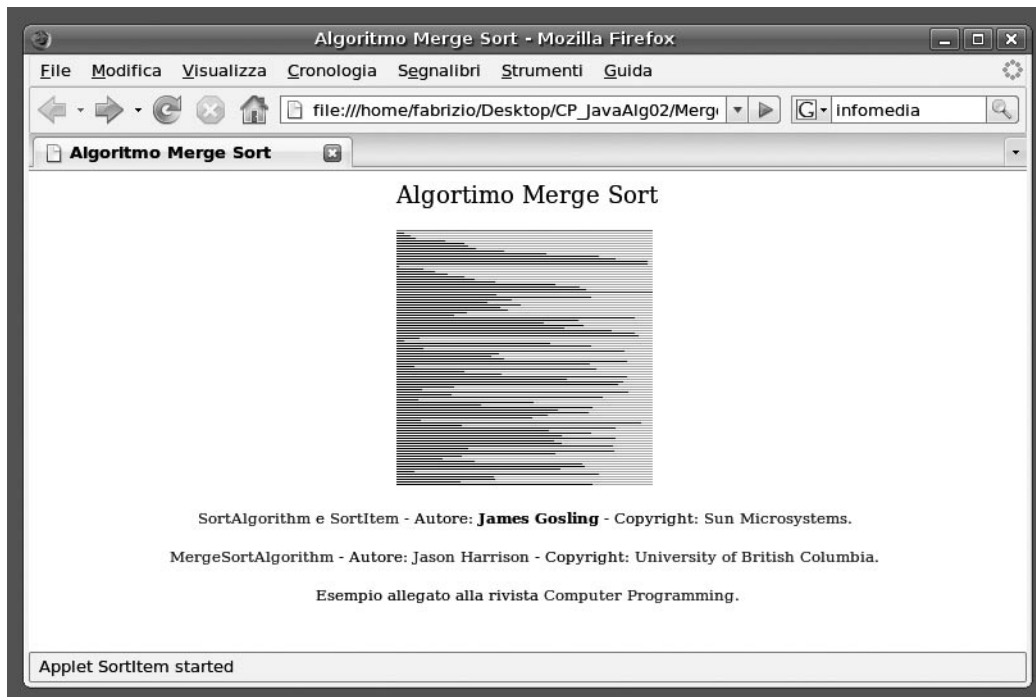 Algoritmo Merge Sort - Mozilla Firefox
File Modifica Visualizza Cronologia Segnalibri Strumenti Guida
file:///home/fabrizio/Desktop/CP_JavaAlg02/Merg G infomedia
Algoritmo Merge Sort
Algortimo Merge Sort
SortAlgorithm e SortItem - Autore: James Gosling - Copyright: Sun Microsystems.
MergeSortAlgorithm - Autore: Jason Harrison - Copyright: University of British Columbia.
Esempio allegato alla rivista Computer Programming.
Applet SortItem started